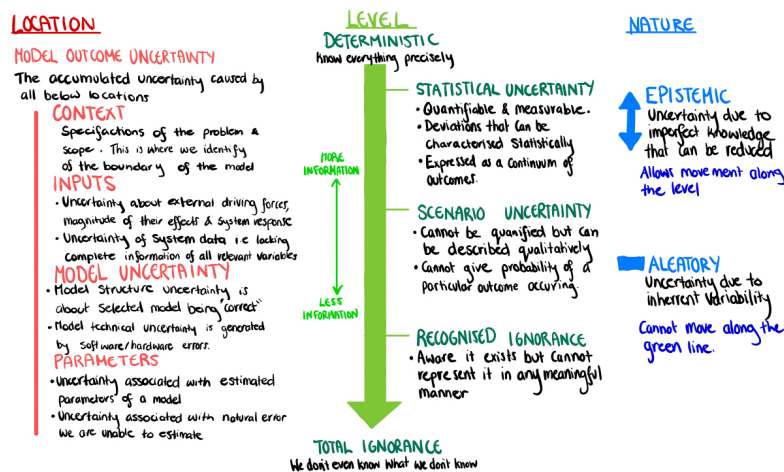 LOCATION
MODEL OUTCOME UNCERTAINTY
The accumulated uncertainty caused by
all below locations
CONTEXT
Specifactions of the problem &
scope. This is where we identify
of the boundary of the model
INPUTS
• Uncertainty about external driving forces,
magnitude of their effects & system response
• Uncertainty of System data i.e lacking
complete information of all relevant variables
MODEL UNCERTAINTY
• Model Structure uncertainty is
about selected model being "correct"
• Model technical uncertainty is generated
by software/hardware errors.
PARAMETERS
• Uncertainty associated with estimated
parameters of a model
• Uncertainty associated with natural error
we are unable to estimate
LEVEL
DETERMINISTIC
Know everything precisely
MORE
INFORMATION
LESS
INFORMATION
STATISTICAL UNCERTAINTY
• Quantifiable & measurable.
• Deviations that can be
characterised Statistically
• Expressed as a continuum of
outcomes.
SCENARIO UNCERTAINTY
• Cannot be quanified but can
be described qualitatively
• Cannot give probability of a
particular outcome occuring.
RECOGNISED IGNORANCE
• Aware it exists but cannot
represent it in any meaningful
manner
TOTAL IGNORANCE
We don't even know what we don't know
NATURE
EPISTEMIC
Uncertainty due to
imperfect knowledge
that can be reduced
Allows movement along
the level
ALEATORY
Uncertainty due to
inherrent variability
Cannot move along the
green line.